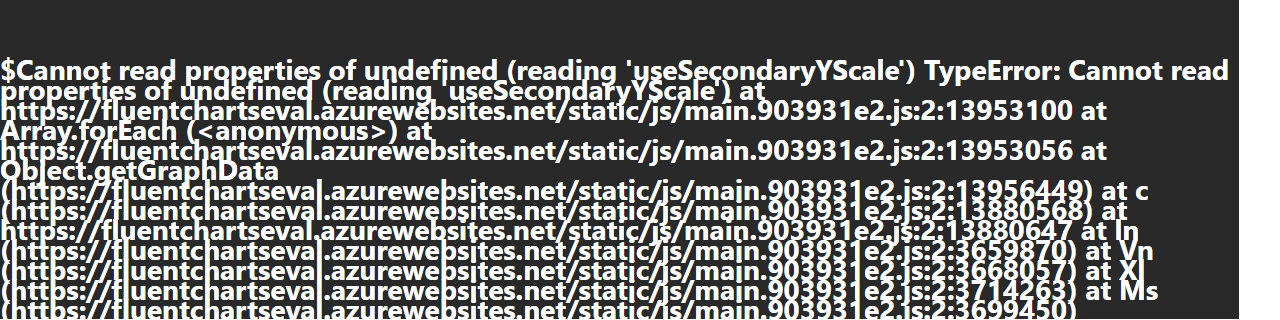 $Cannot read properties of undefined (reading 'useSecondaryYScale') TypeError: Cannot read
properties of undefined (reading 'useSecondaryYScale') at
https://fluentchartseval.azurewebsites.net/static/js/main.903931e2.js:2:13953100 at
Array.forEach (<anonymous>) at
https://fluentchartseval.azurewebsites.net/static/js/main.903931e2.js:2:13953056 at
Object.getGraphData
(https://fluentchartseval.azurewebsites.net/static/js/main.903931e2.js:2:13956449) at c
(https://fluentchartseval.azurewebsites.net/static/js/main.903931e2.js:2:13880568) at
https://fluentchartseval.azurewebsites.net/static/js/main.903931e2.js:2:13880647 at In
(https://fluentchartseval.azurewebsites.net/static/js/main.903931e2.js:2:3659870) at Vn
(https://fluentchartseval.azurewebsites.net/static/js/main.903931e2.js:2:3668057) at Xl
(https://fluentchartseval.azurewebsites.net/static/js/main.903931e2.js:2:3714263) at Ms
(https://fluentchartseval.azurewebsites.net/static/js/main.903931e2.js:2:3699450)